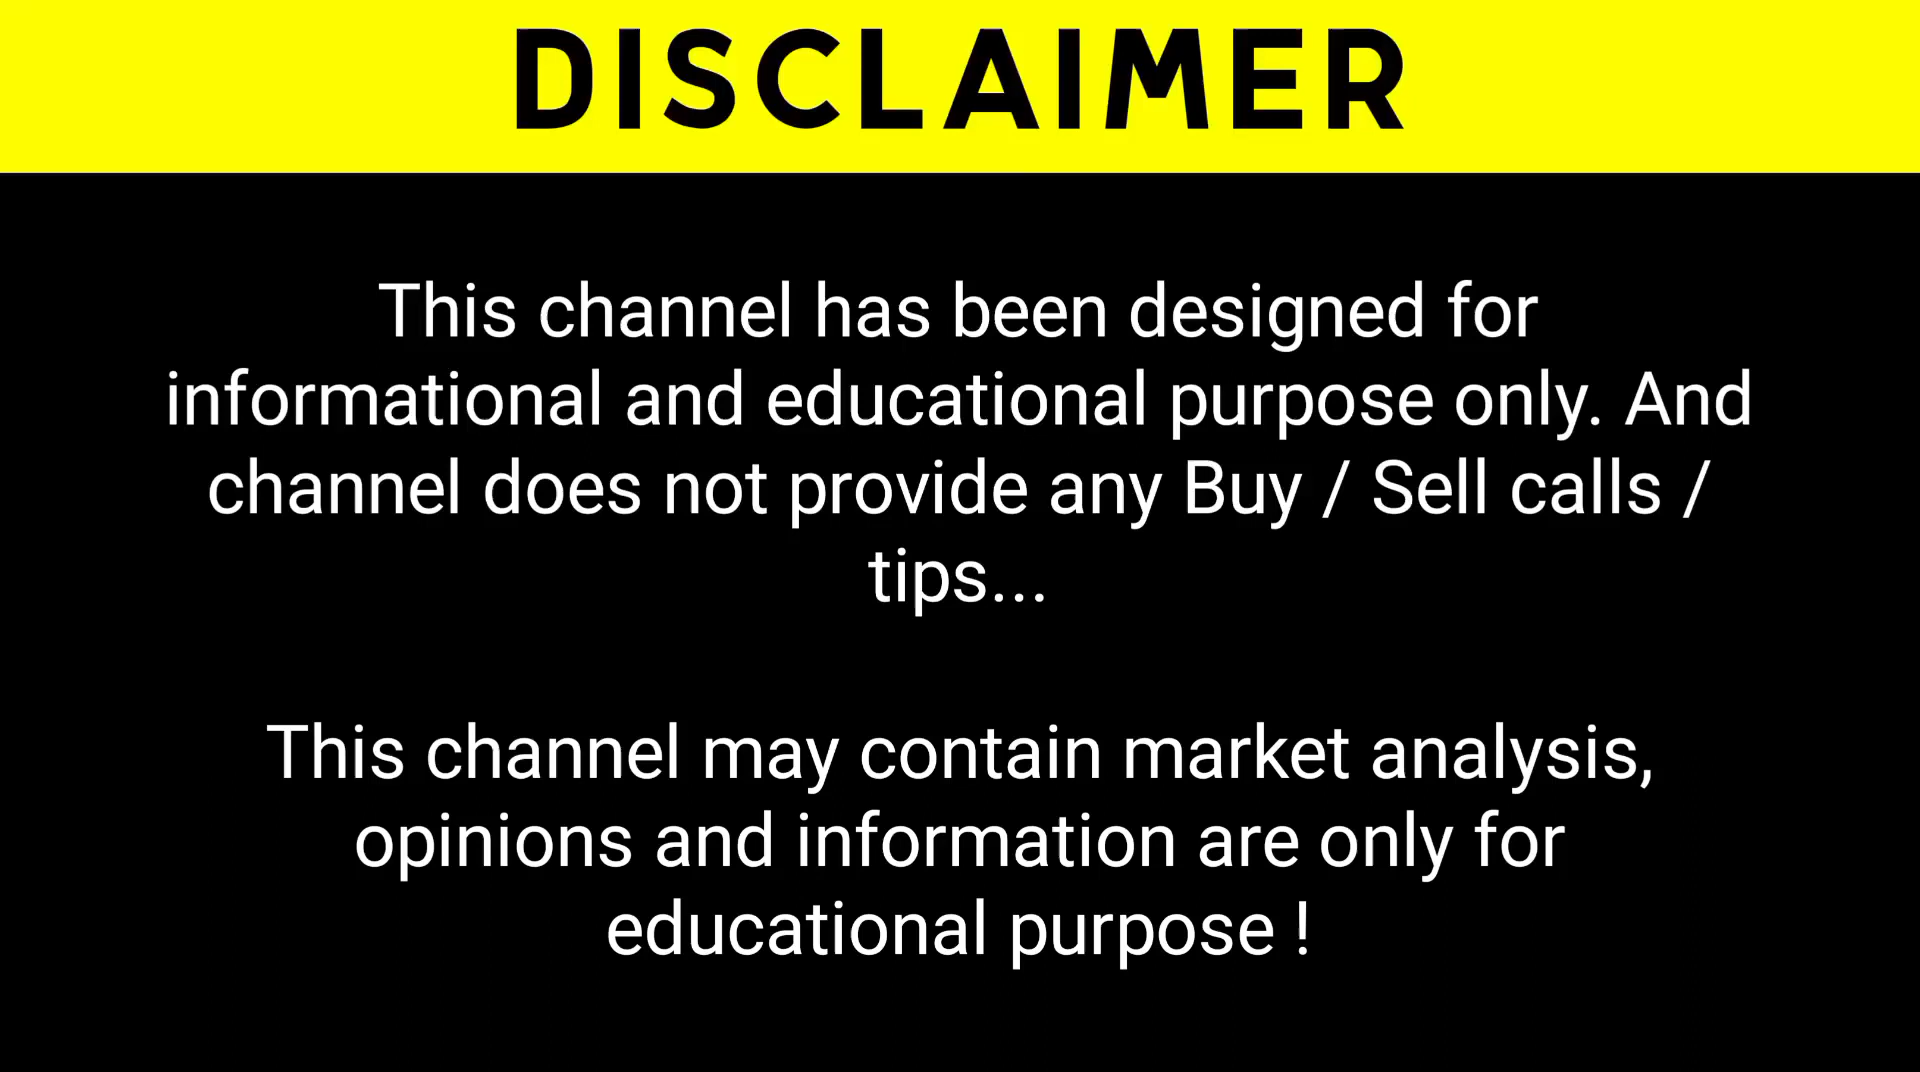 DISCLAIMER
This channel has been designed for
informational and educational purpose only. And
channel does not provide any Buy / Sell calls /
tips...
This channel may contain market analysis,
opinions and information are only for
educational purpose !